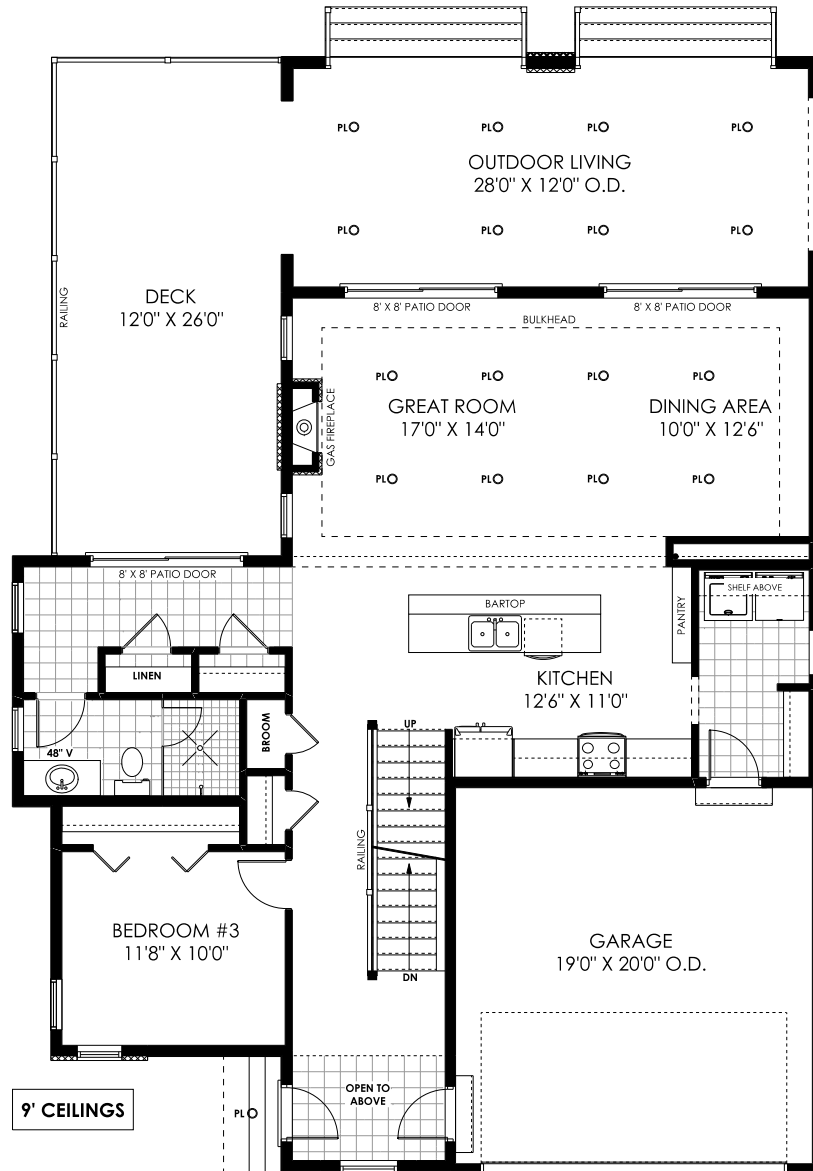 PL PL PL PL
OUTDOOR LIVING
28'0" X 12'0" O.D.
PL PL PL PL
RAILING
DECK
12'0" X 26'0"
8' X 8' PATIO DOOR
8' X 8' PATIO DOOR
BULKHEAD
PL PL PL PL
GAS FIREPLACE
GREAT ROOM
17'0" X 14'0"
DINING AREA
10'0" X 12'6"
PL PL PL PL
8' X 8' PATIO DOOR
SHELF ABOVE
BARTOP
PANTRY
LINEN
KITCHEN
12'6" X 11'0"
BROOM
UP
48" V
RAILING
BEDROOM #3
11'8" X 10'0"
GARAGE
19'0" X 20'0" O.D.
DN
OPEN TO
ABOVE
9' CEILINGS
PL